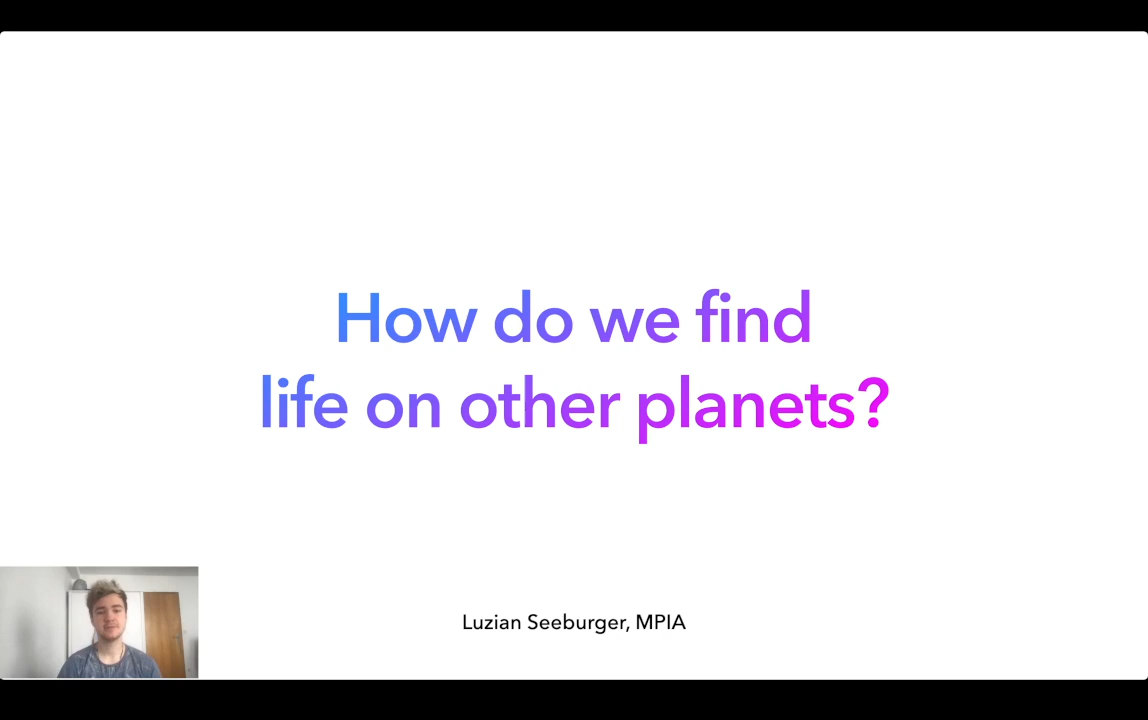 How do we find
life on other planets?
Luzian Seeburger, MPIA